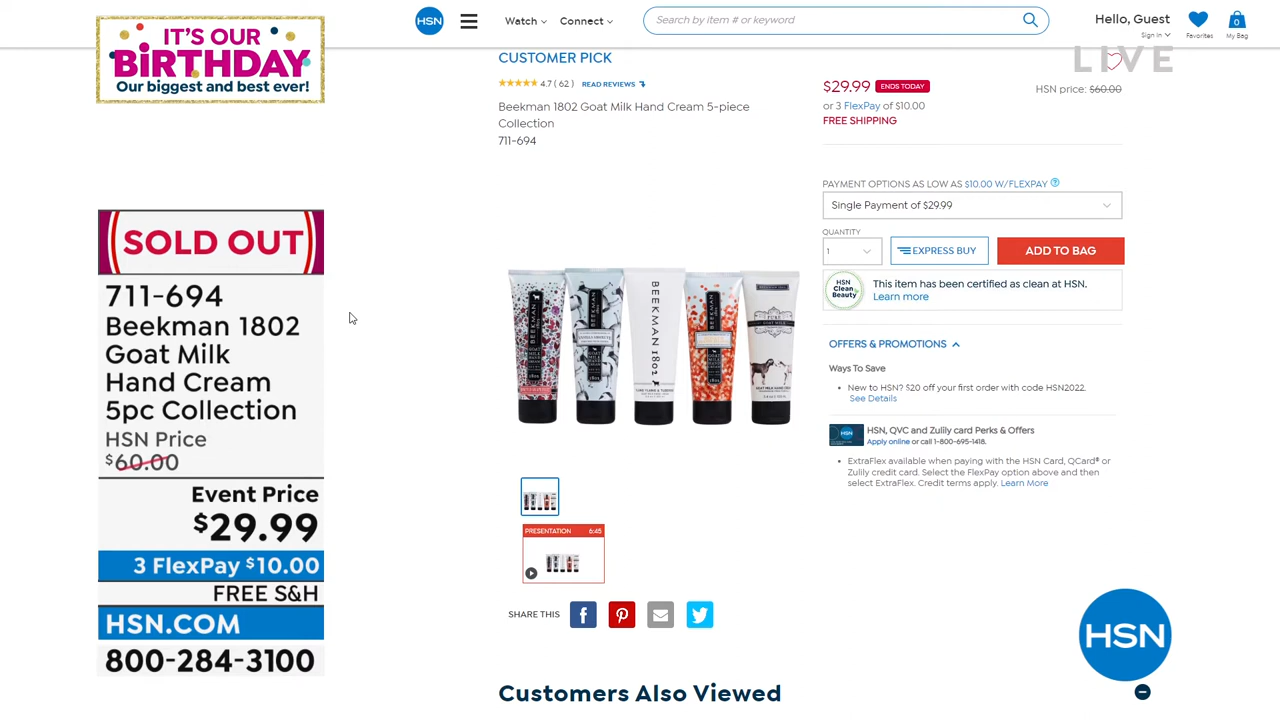 IT'S OUR
BIRTHDAY
Our biggest and best ever!
HSN
Watch
Connect
Search by item # or keyword
Hello, Guest
Sign In
Favorites
0
My Bag
LIVE
SOLD OUT
711-694
Beekman 1802
Goat Milk
Hand Cream
5pc Collection
HSN Price
$60.00
Event Price
$29.99
3 FlexPay $10.00
FREE S&H
HSN.COM
800-284-3100
CUSTOMER PICK
4.7 ( 62 ) READ REVIEWS
Beekman 1802 Goat Milk Hand Cream 5-piece
Collection
711-694
BEEKMAN 1802
PURE
GOAT MILK
PRESENTATION 6:45
SHARE THIS
Customers Also Viewed
$29.99 ENDS TODAY HSN price: $60.00
or 3 FlexPay of $10.00
FREE SHIPPING
PAYMENT OPTIONS AS LOW AS $10.00 W/FLEXPAY ?
Single Payment of $29.99
QUANTITY
1
EXPRESS BUY
ADD TO BAG
HSN
Clean
Beauty
This item has been certified as clean at HSN.
Learn more
OFFERS & PROMOTIONS
Ways To Save
• New to HSN? $20 off your first order with code HSN2022.
See Details
HSN
HSN, QVC and Zulily card Perks & Offers
Apply online or call 1-800-695-1418.
• ExtraFlex available when paying with the HSN Card, QCard® or
Zulily credit card. Select the FlexPay option above and then
select ExtraFlex. Credit terms apply. Learn More
HSN